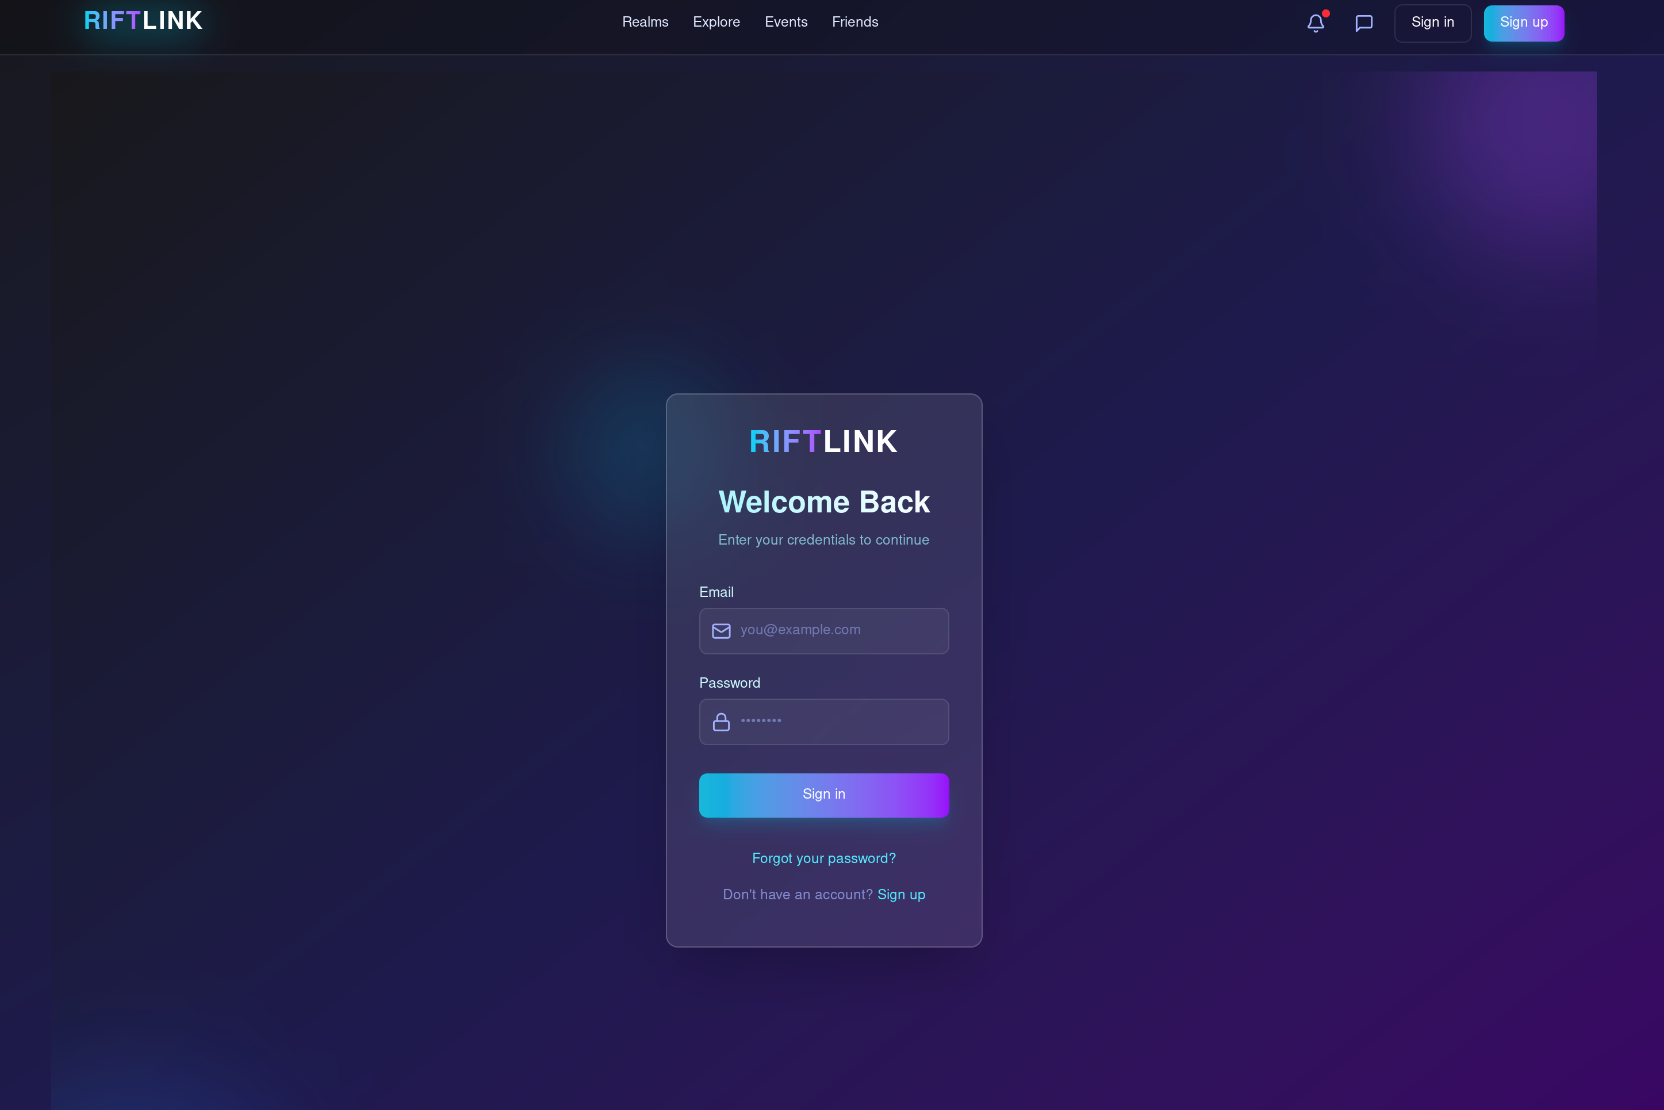 RIFTLINK Realms Explore Events Friends Sign in Sign up
RIFTLINK
Welcome Back
Enter your credentials to continue
Email
you@example.com
Password
••••••••
Sign in
Forgot your password?
Don't have an account? Sign up